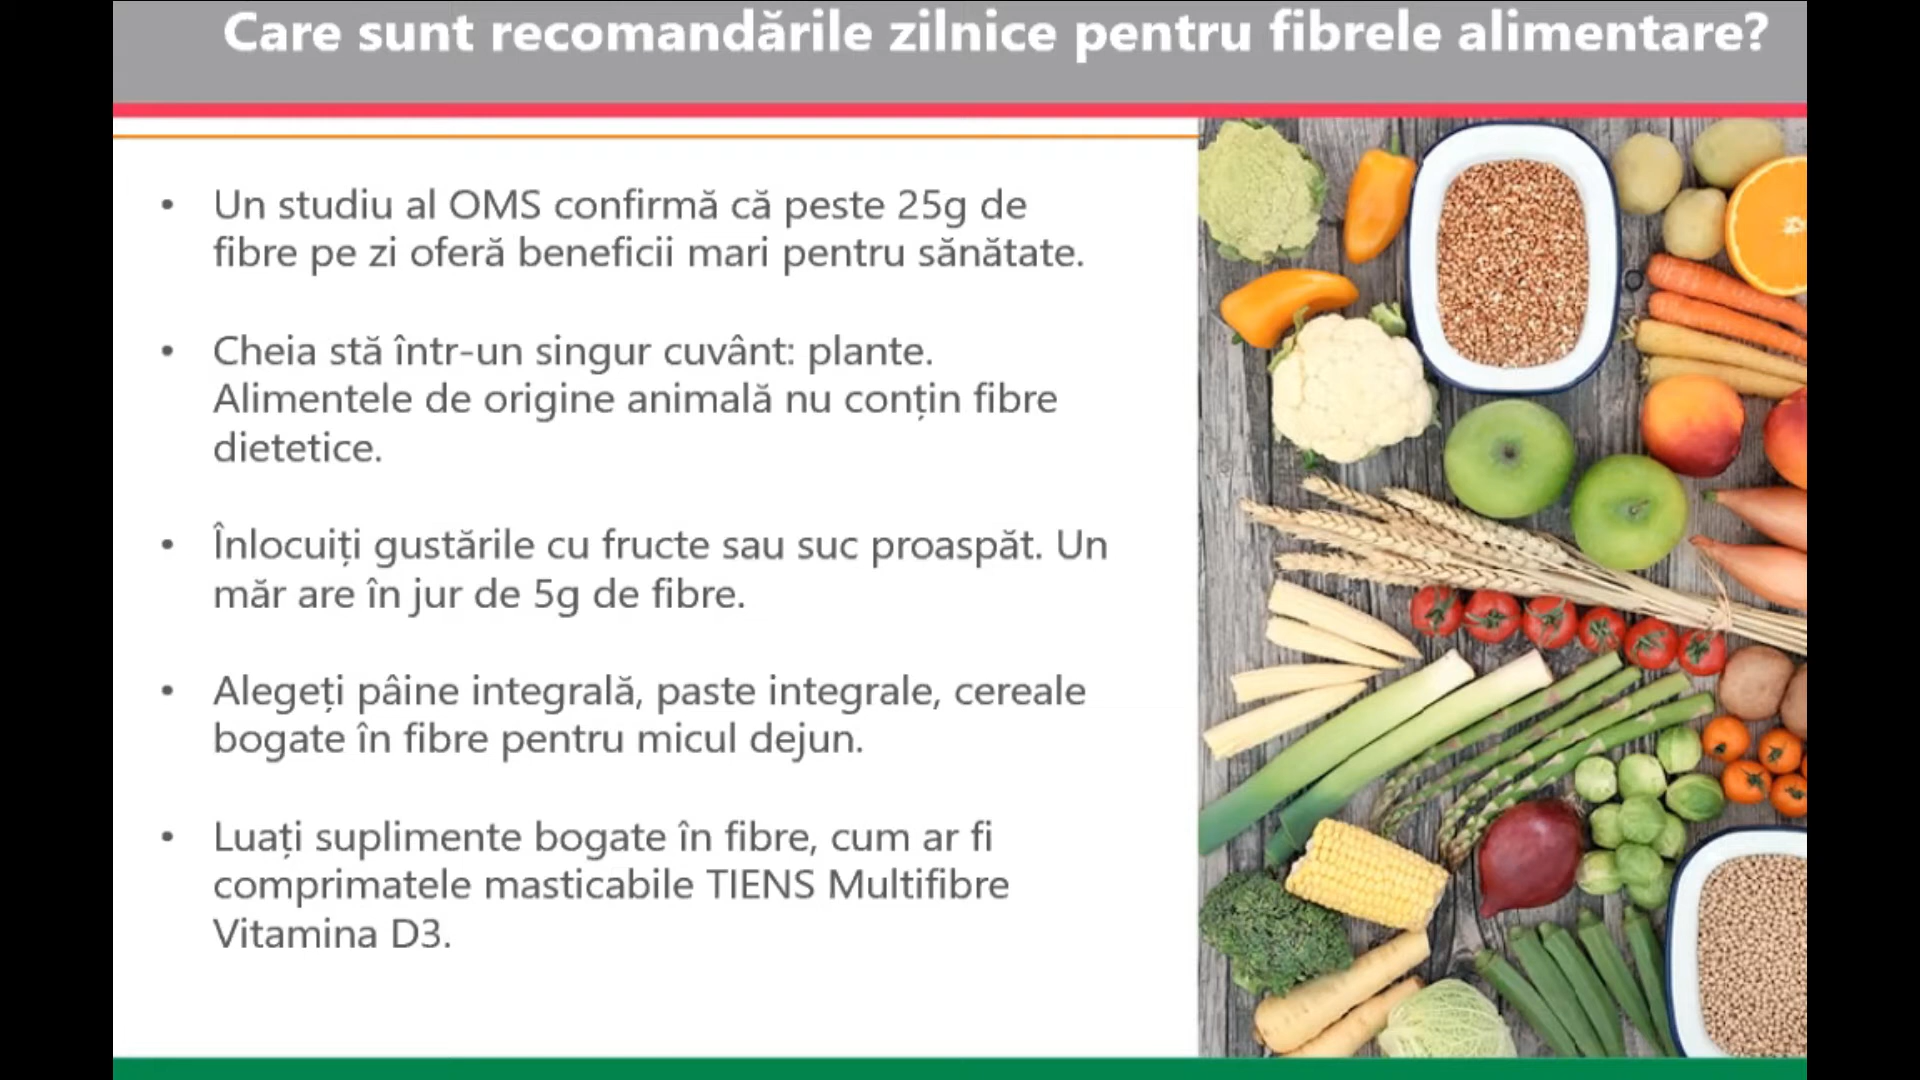 Care sunt recomandările zilnice pentru fibrele alimentare?
• Un studiu al OMS confirmă că peste 25g de
fibre pe zi oferă beneficii mari pentru sănătate.
• Cheia stă într-un singur cuvânt: plante.
Alimentele de origine animală nu conțin fibre
dietetice.
• Înlocuiți gustările cu fructe sau suc proaspăt. Un
măr are în jur de 5g de fibre.
• Alegeți pâine integrală, paste integrale, cereale
bogate în fibre pentru micul dejun.
• Luați suplimente bogate în fibre, cum ar fi
comprimatele masticabile TIENS Multifibre
Vitamina D3.